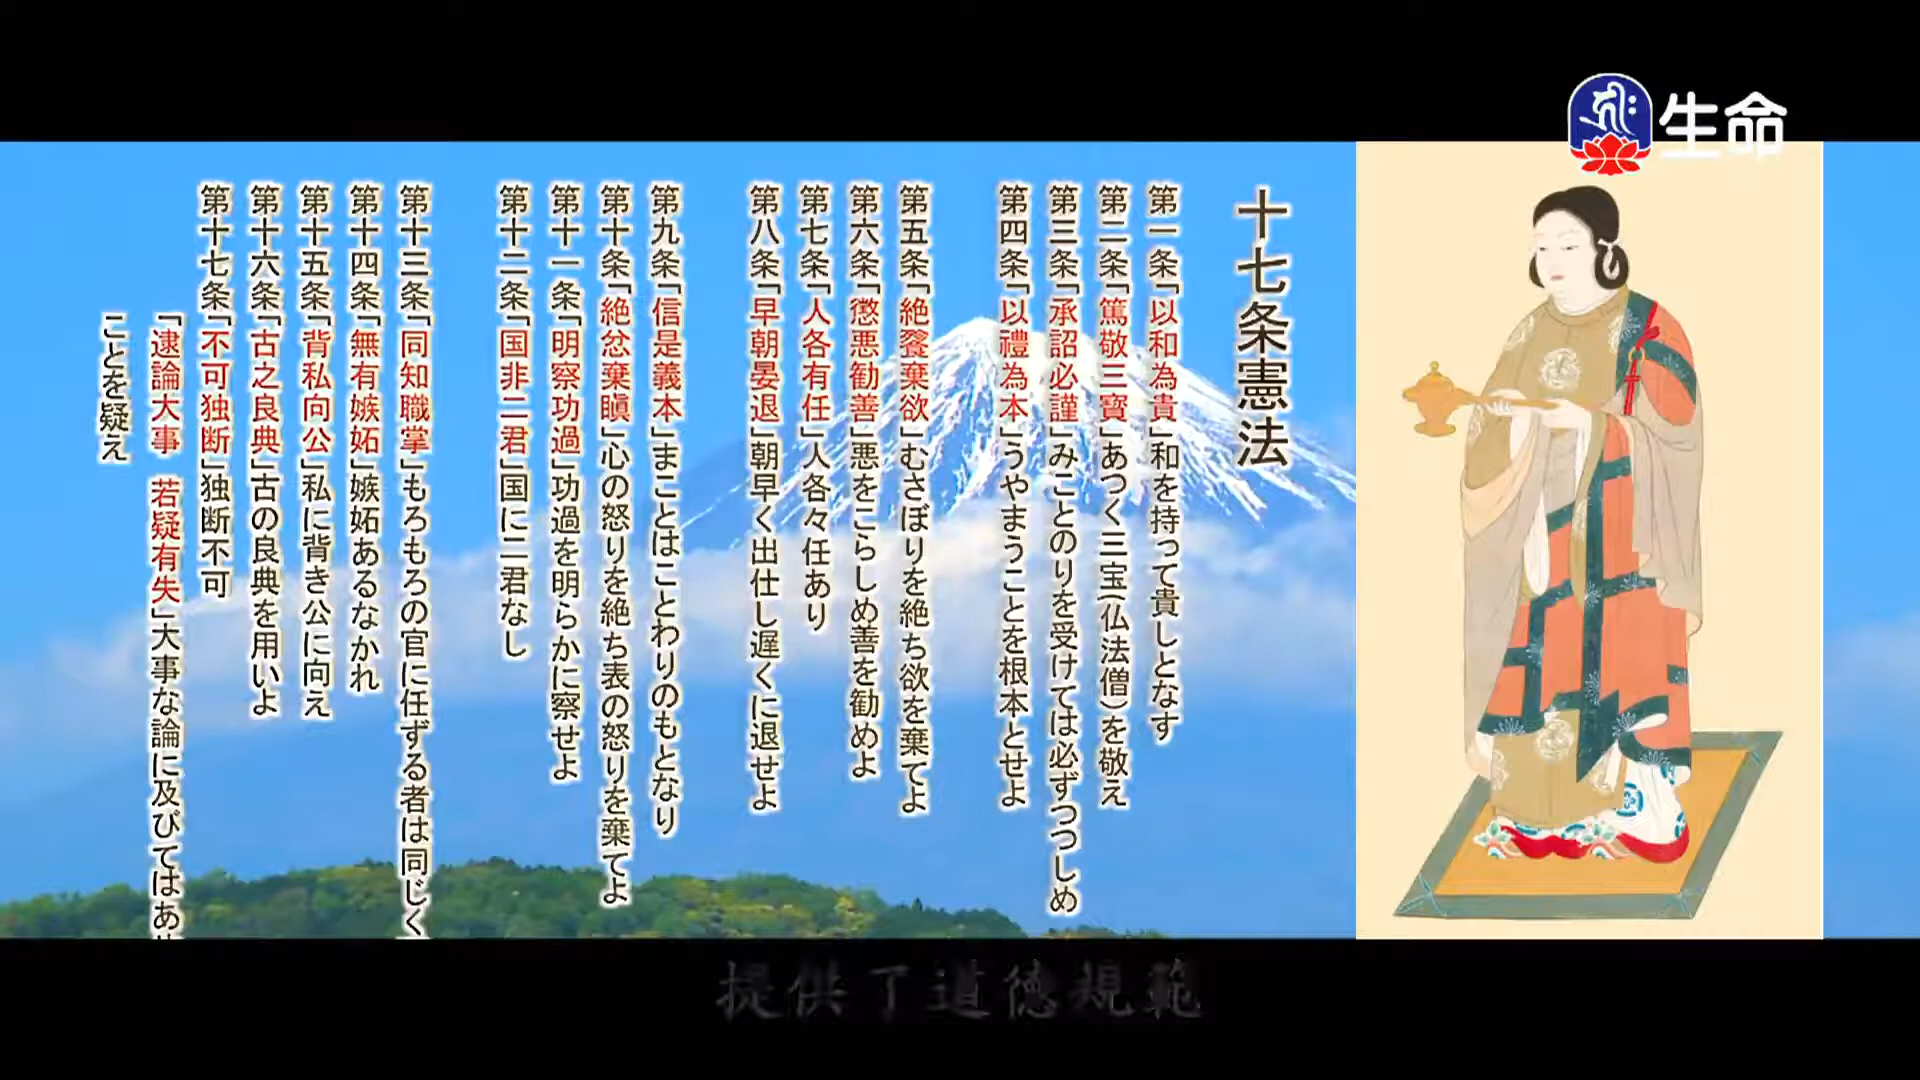 生命
十七条憲法
第一条「以和為貴」和を持って貴しとなす
第二条「篤敬三寳」あつく三宝(仏法僧)を敬え
第三条「承詔必謹」みことのりを受けては必ずつつしめ
第四条「以禮為本」うやまうことを根本とせよ
第五条「絶餮棄欲」むさぼりを絶ち欲を棄てよ
第六条「懲悪勧善」悪をこらしめ善を勧めよ
第七条「人各有任」人各々任あり
第八条「早朝晏退」朝早く出仕し遅くに退せよ
第九条「信是義本」まことはことわりのもとなり
第十条「絶忿棄瞋」心の怒りを絶ち表の怒りを棄てよ
第十一条「明察功過」功過を明らかに察せよ
第十二条「国非二君」国に二君なし
第十三条「同知職掌」もろもろの官に任ずる者は同じく
第十四条「無有嫉妬」嫉妬あるなかれ
第十五条「背私向公」私に背き公に向え
第十六条「古之良典」古の良典を用いよ
第十七条「不可独断」独断不可
「逮論大事 若疑有失」大事な論に及びてはあ
ことを疑え
提供了道德規範